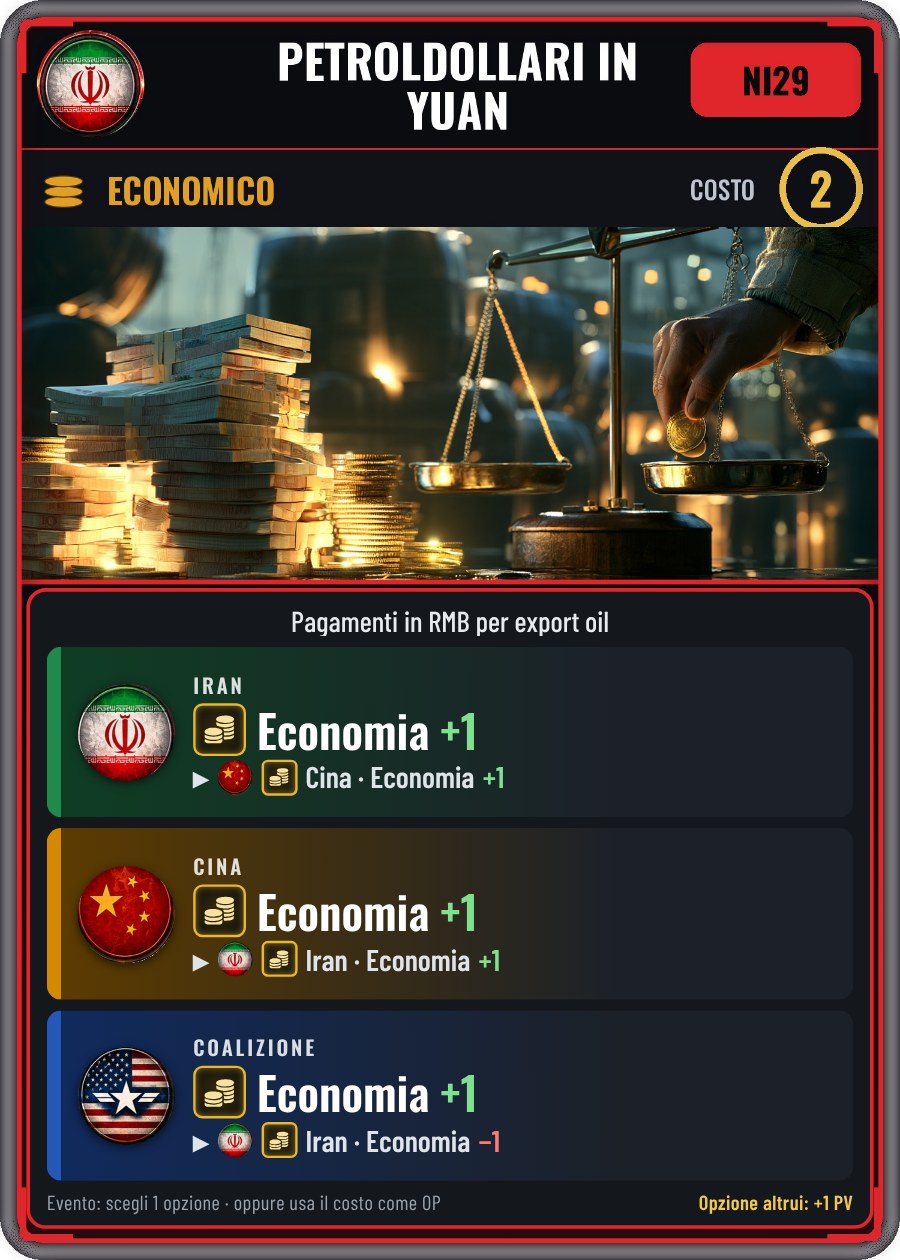 PETROLDOLLARI IN
YUAN
NI29
ECONOMICO
COSTO
2
Pagamenti in RMB per export oil
IRAN
Economia +1
▶ Cina · Economia +1
CINA
Economia +1
▶ Iran · Economia +1
COALIZIONE
Economia +1
▶ Iran · Economia −1
Evento: scegli 1 opzione · oppure usa il costo come OP
Opzione altrui: +1 PV